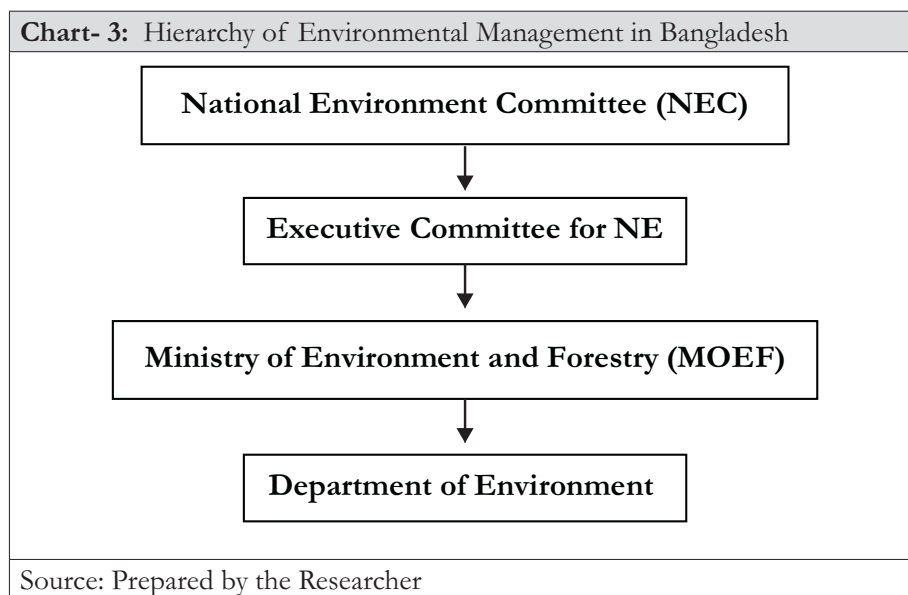 Chart- 3: Hierarchy of Environmental Management in Bangladesh
National Environment Committee (NEC)
Executive Committee for NE
Ministry of Environment and Forestry (MOEF)
Department of Environment
Source: Prepared by the Researcher